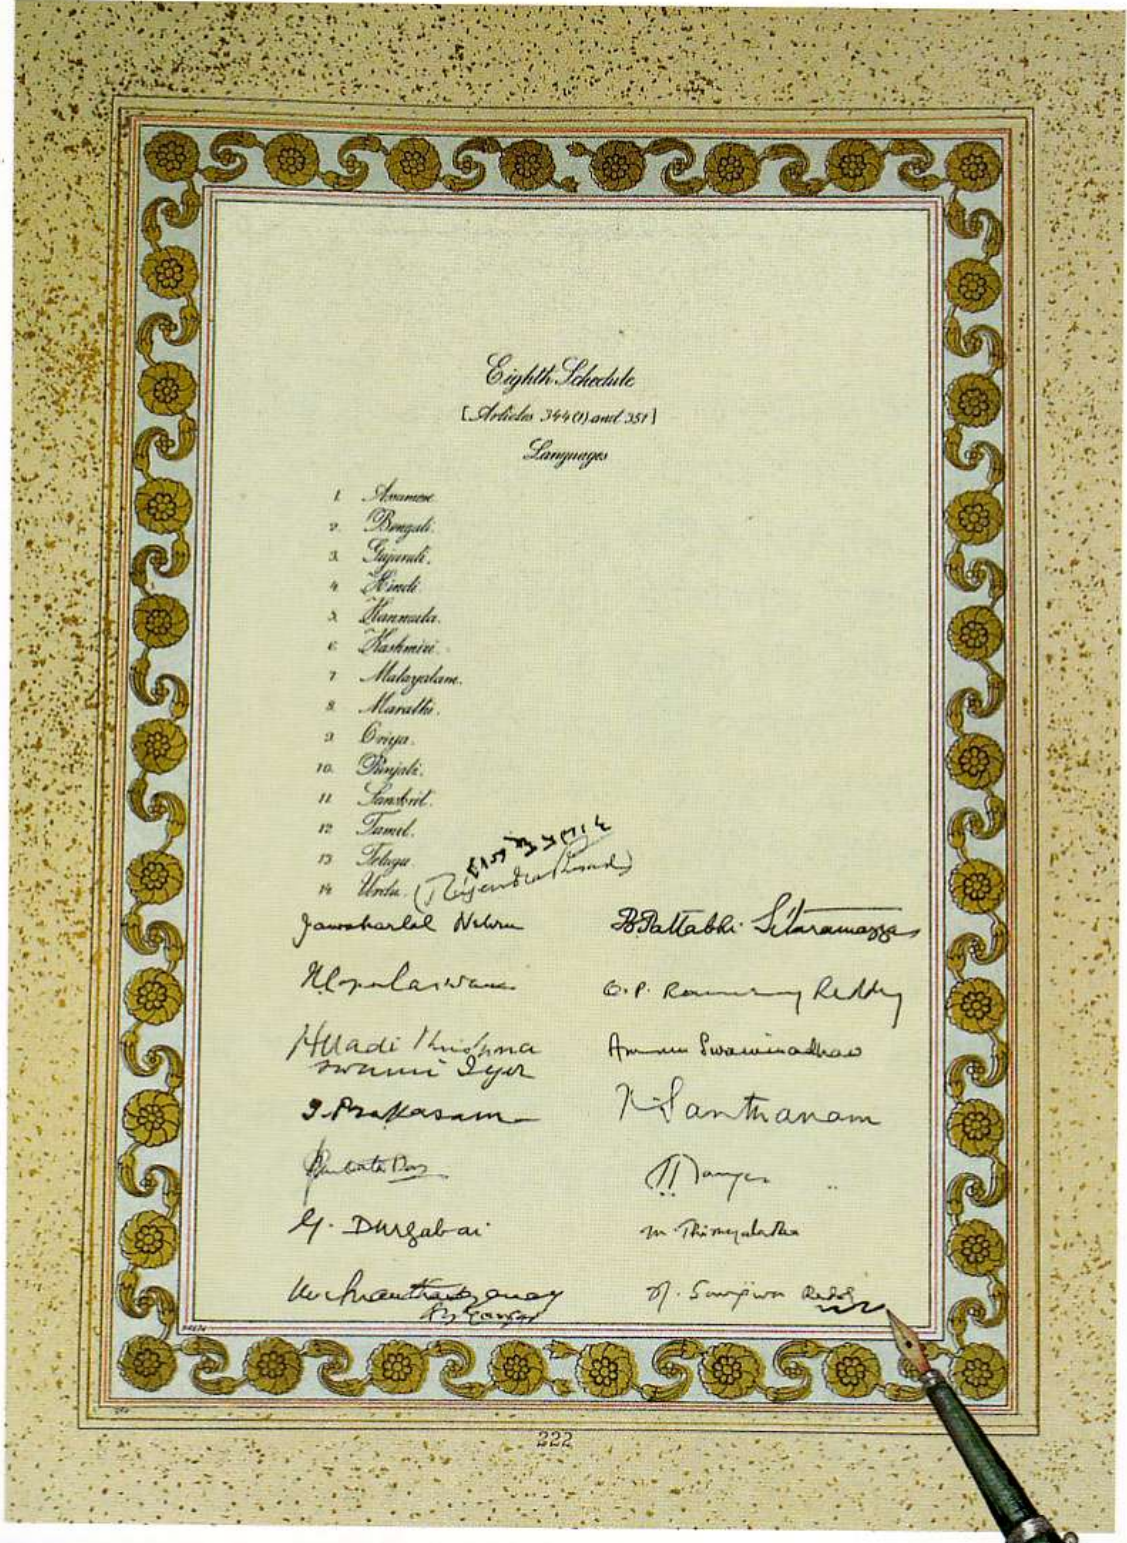 Eighth Schedule
[Articles 344(1) and 351]
Languages
1. Assamese.
2. Bengali.
3. Gujarati.
4. Hindi.
5. Kannada.
6. Kashmiri.
7. Malayalam.
8. Marathi.
9. Oriya.
10. Punjabi.
11. Sanskrit.
12. Tamil.
13. Telugu.
14. Urdu.
(Rajendra Prasad)
Jawaharlal Nehru
B. Pattabhi Sitaramayya
O.P. Ramaswamy Reddy
Alladi Krishna
swami Iyer
Ammu Swaminadhan
T. Prakasam
K Santhanam
G. Durgabai
M. Thirumala Rao
N. Sanjiva Reddy
222